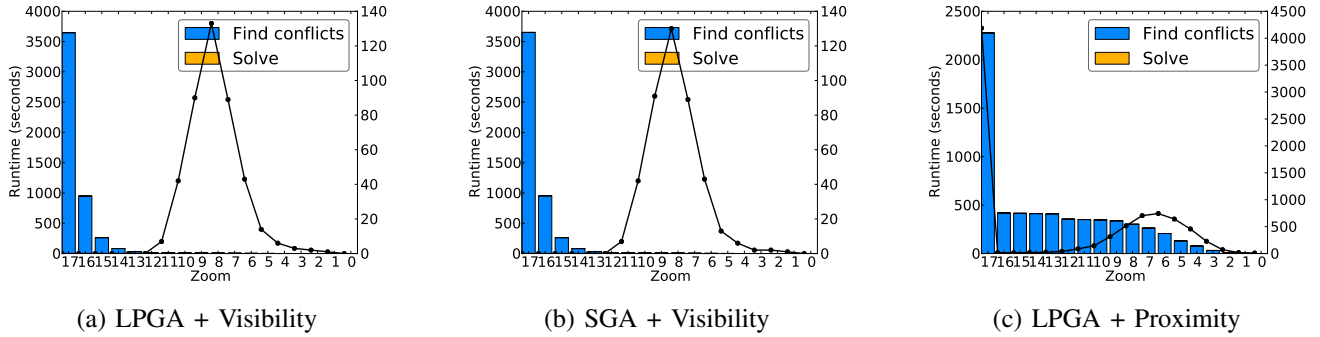 4000
3500
3000
2500
2000
1500
1000
500
0
Runtime (seconds)
140
120
100
80
60
40
20
0
Find conflicts
Solve
17 16 15 14 13 12 11 10 9 8 7 6 5 4 3 2 1 0
Zoom
(a) LPGA + Visibility
4000
3500
3000
2500
2000
1500
1000
500
0
Runtime (seconds)
140
120
100
80
60
40
20
0
Find conflicts
Solve
17 16 15 14 13 12 11 10 9 8 7 6 5 4 3 2 1 0
Zoom
(b) SGA + Visibility
2500
2000
1500
1000
500
0
Runtime (seconds)
4500
4000
3500
3000
2500
2000
1500
1000
500
0
Find conflicts
Solve
17 16 15 14 13 12 11 10 9 8 7 6 5 4 3 2 1 0
Zoom
(c) LPGA + Proximity